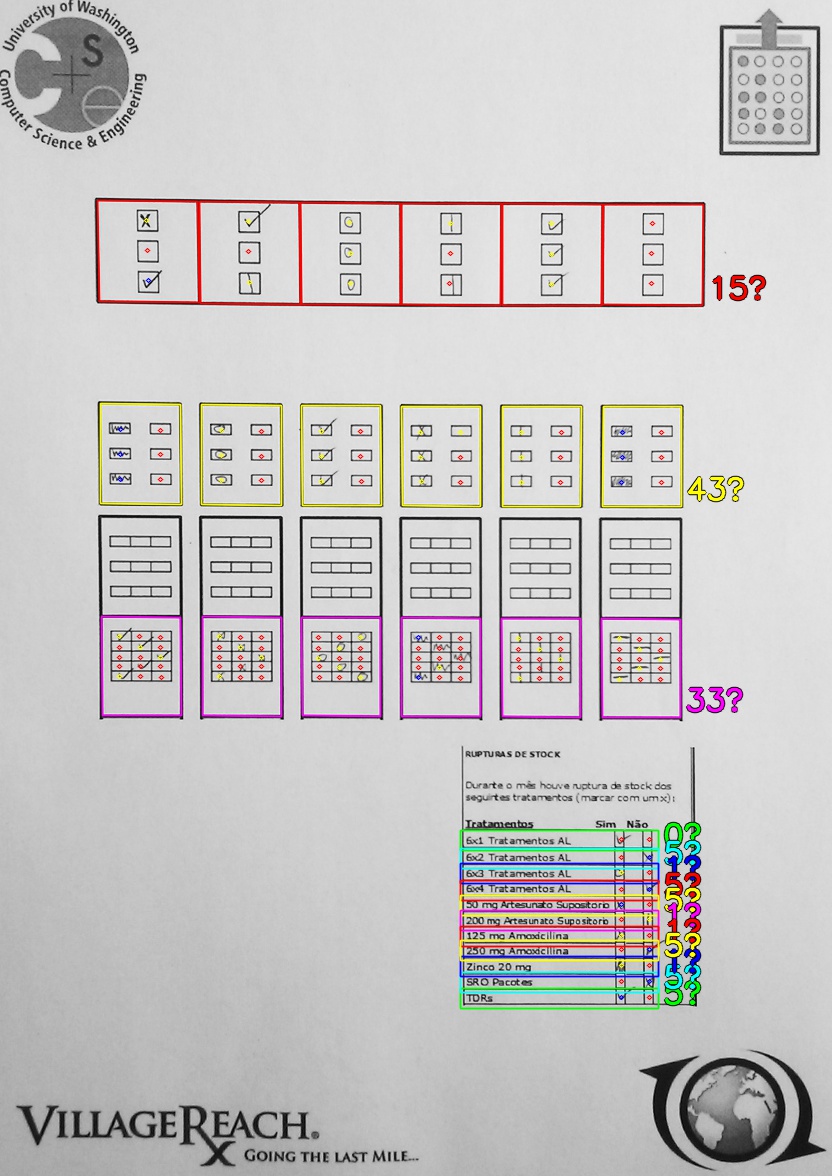 University of Washington
Computer Science & Engineering
CS
e
15?
43?
33?
RUPTURAS DE STOCK
Durante o mês houve ruptura de stock dos
seguintes tratamentos (marcar com um x):
Tratamentos Sim Não
6x1 Tratamentos AL 0?
6x2 Tratamentos AL 5?
6x3 Tratamentos AL 1?
6x4 Tratamentos AL 5?
50 mg Artesunato Supositorio 5?
200 mg Artesunato Supositorio 1?
125 mg Amoxicilina 1?
250 mg Amoxicilina 5?
Zinco 20 mg 1?
SRO Pacotes 5?
TDRs 3?
VILLAGEREACH®
GOING THE LAST MILE...